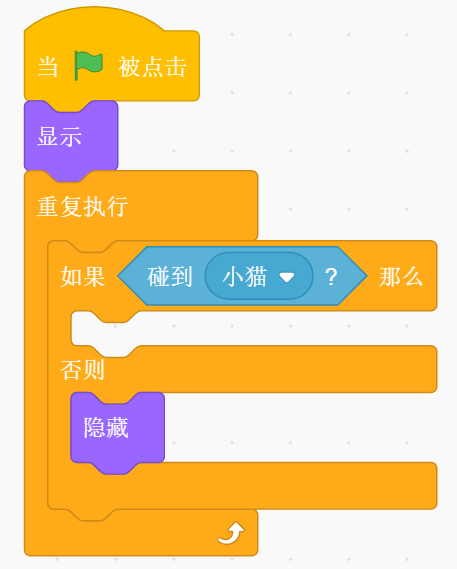 当 被点击
显示
重复执行
如果 碰到 小猫 ? 那么
否则
隐藏